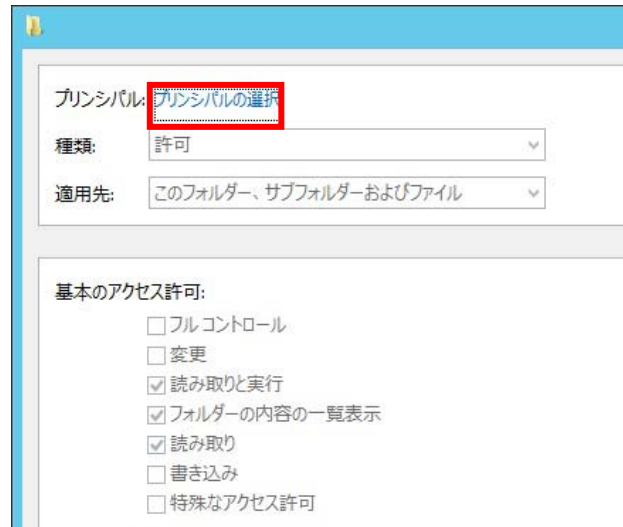 プリンシパル: プリンシパルの選択
種類: 許可
適用先: このフォルダー、サブフォルダーおよびファイル
基本のアクセス許可:
フル コントロール
変更
読み取りと実行
フォルダーの内容の一覧表示
読み取り
書き込み
特殊なアクセス許可